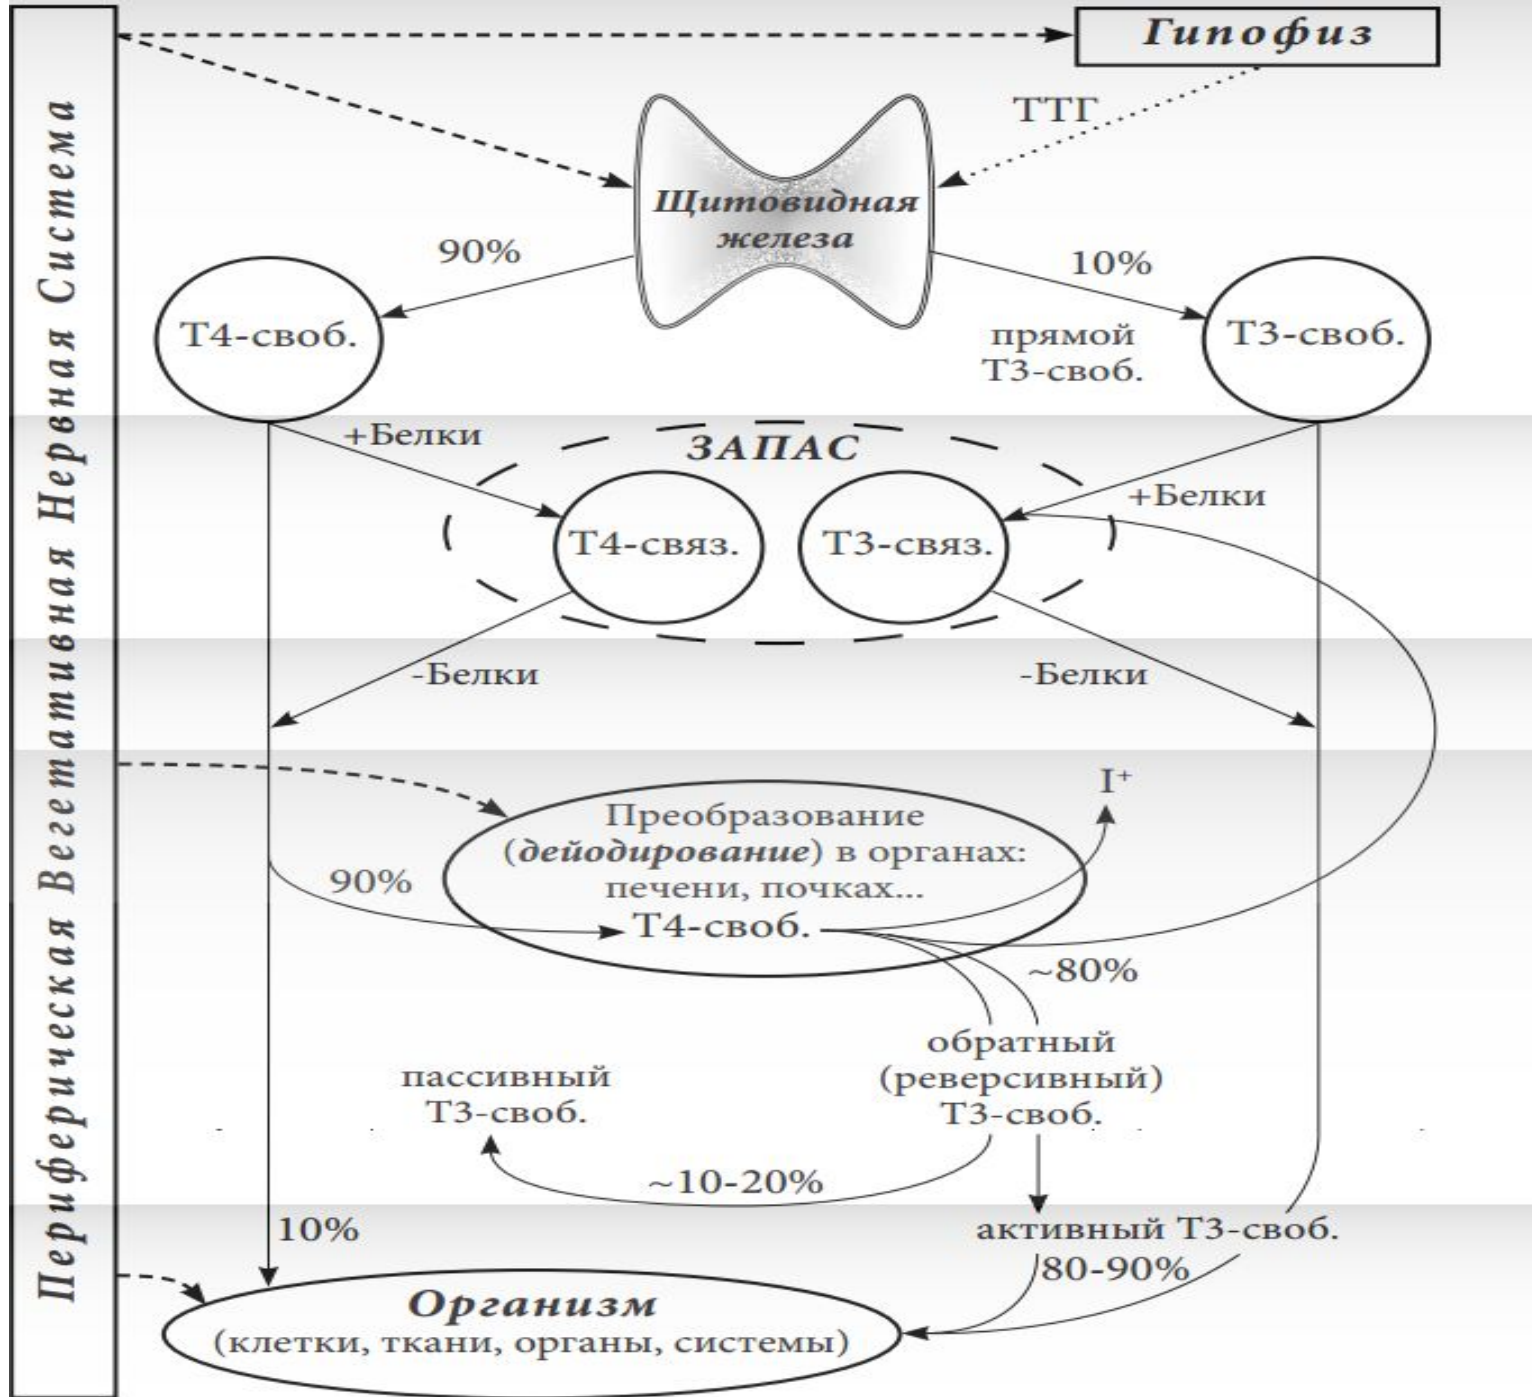 Периферическая Вегетативная Нервная Система
Гипофиз
ТТГ
Щитовидная
железа
90%
10%
Т4-своб.
прямой
Т3-своб.
Т3-своб.
+Белки
ЗАПАС
+Белки
Т4-связ.
Т3-связ.
-Белки
-Белки
I⁺
Преобразование
(дейодирование) в органах:
печени, почках...
90%
Т4-своб.
~80%
обратный
(реверсивный)
Т3-своб.
пассивный
Т3-своб.
~10-20%
10%
активный Т3-своб.
80-90%
Организм
(клетки, ткани, органы, системы)